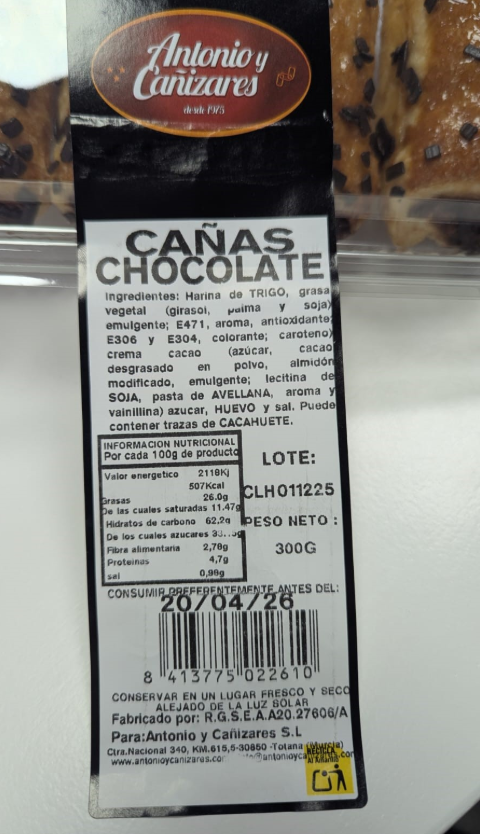 Antonio y
Cañizares
desde 1975
CAÑAS
CHOCOLATE
Ingredientes: Harina de TRIGO, grasa
vegetal (girasol, palma y soja)
emulgente; E471, aroma, antioxidante:
E306 y E304, colorante; caroteno)
crema cacao (azúcar, cacao
desgrasado en polvo, almidón
modificado, emulgente; lecitina de
SOJA, pasta de AVELLANA, aroma y
vainillina) azucar, HUEVO y sal. Puede
contener trazas de CACAHUETE.
INFORMACION NUTRICIONAL
Por cada 100g de producto
Valor energetico 2118Kj
507Kcal
Grasas 26.0g
De las cuales saturadas 11.47g
Hidratos de carbono 62,2g
De los cuales azucares
Fibra alimentaria 2,78g
Proteinas 4,7g
sal 0,98g
LOTE:
CLH011225
PESO NETO :
300G
CONSUMIR PREFERENTEMENTE ANTES DEL:
20/04/26
8 413775 022610
CONSERVAR EN UN LUGAR FRESCO Y SECO
ALEJADO DE LA LUZ SOLAR
Fabricado por: R.G.S.E.A.A20.27606/A
Para:Antonio y Cañizares S.L
Ctra.Nacional 340, KM.615,5-30850 -Totana (Murcia)
www.antonioycanizares.com
RECICLA
Al Amarillo